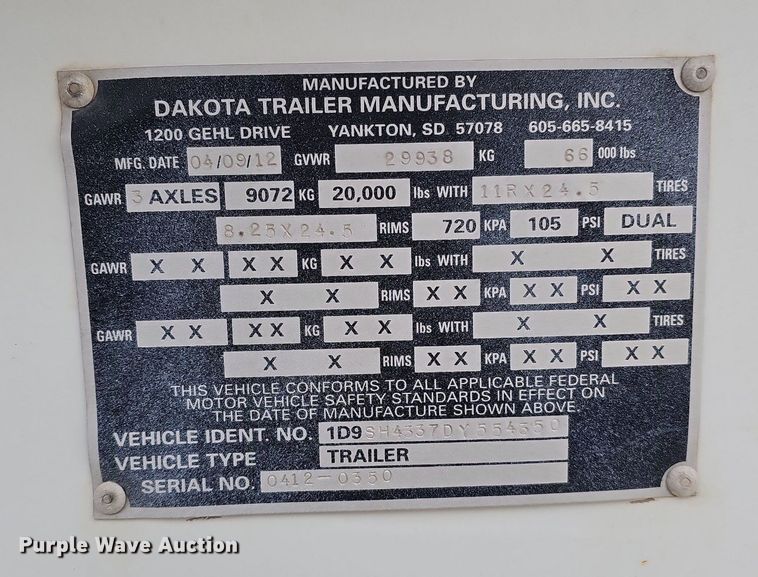 MANUFACTURED BY
DAKOTA TRAILER MANUFACTURING, INC.
1200 GEHL DRIVE YANKTON, SD 57078 605-665-8415
MFG. DATE 04/09/12 GVWR 29938 KG 66 000 lbs
GAWR 3 AXLES 9072 KG 20,000 lbs WITH 11RX24.5 TIRES
8.25X24.5 RIMS 720 KPA 105 PSI DUAL
GAWR X X X X KG X X lbs WITH X X TIRES
X X RIMS X X KPA X X PSI X X
GAWR X X X X KG X X lbs WITH X X TIRES
X X RIMS X X KPA X X PSI X X
THIS VEHICLE CONFORMS TO ALL APPLICABLE FEDERAL
MOTOR VEHICLE SAFETY STANDARDS IN EFFECT ON
THE DATE OF MANUFACTURE SHOWN ABOVE.
VEHICLE IDENT. NO. 1D9SH4337DY554350
VEHICLE TYPE TRAILER
SERIAL NO. 0412-0350
Purple Wave Auction